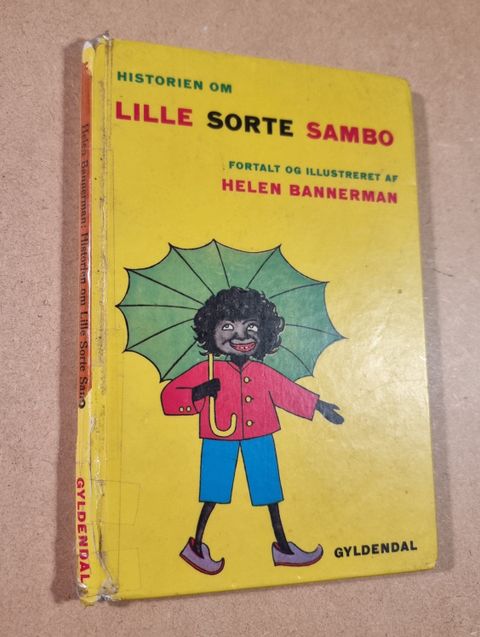 HISTORIEN OM
LILLE SORTE SAMBO
FORTALT OG ILLUSTRERET AF
HELEN BANNERMAN
GYLDENDAL
Helen Bannerman: Historien om Lille Sorte Sambo
GYLDENDAL